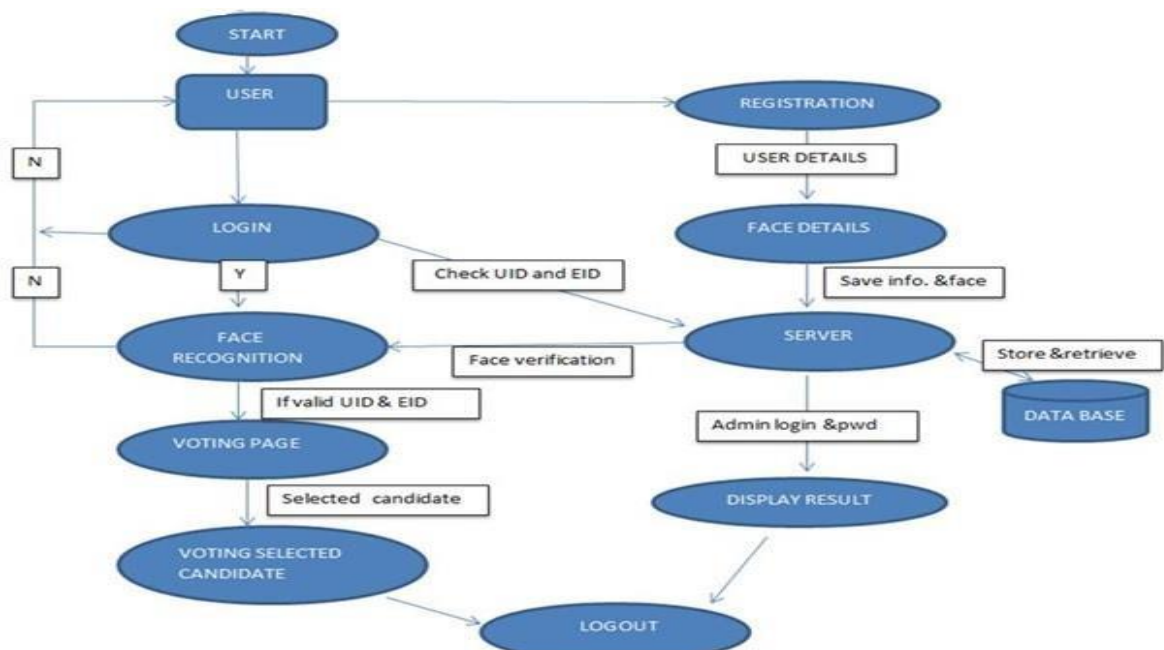 START
USER
REGISTRATION
N
USER DETAILS
LOGIN
FACE DETAILS
N
Y
Check UID and EID
Save info. &face
FACE
RECOGNITION
SERVER
Face verification
Store &retrieve
If valid UID & EID
Admin login &pwd
DATA BASE
VOTING PAGE
Selected candidate
DISPLAY RESULT
VOTING SELECTED
CANDIDATE
LOGOUT